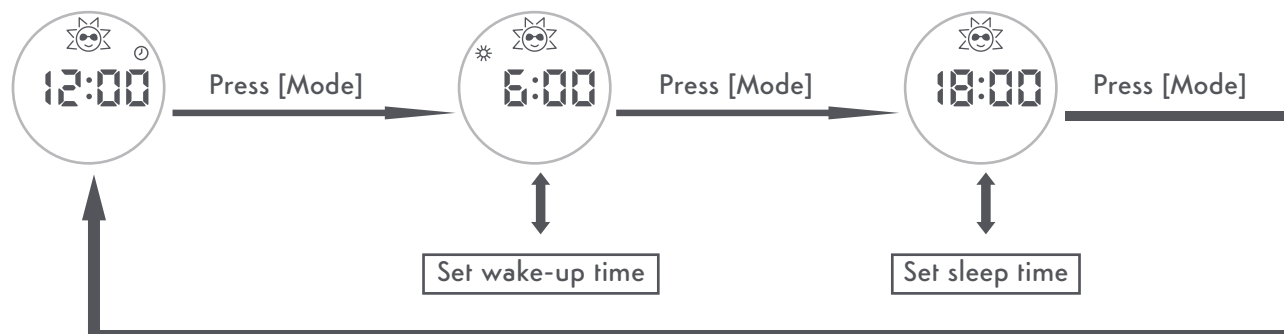 12:00
Press [Mode]
6:00
Press [Mode]
18:00
Press [Mode]
Set wake-up time
Set sleep time